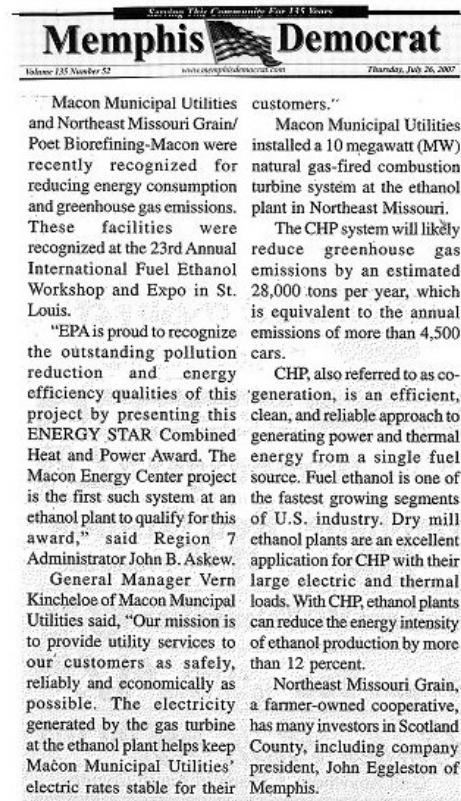 Serving This Community For 135 Years
Memphis Democrat
Volume 135 Number 52
www.memphisdemocrat.com
Thursday, July 26, 2007
Macon Municipal Utilities
and Northeast Missouri Grain/
Poet Biorefining-Macon were
recently recognized for
reducing energy consumption
and greenhouse gas emissions.
These facilities were
recognized at the 23rd Annual
International Fuel Ethanol
Workshop and Expo in St.
Louis.
“EPA is proud to recognize
the outstanding pollution
reduction and energy
efficiency qualities of this
project by presenting this
ENERGY STAR Combined
Heat and Power Award. The
Macon Energy Center project
is the first such system at an
ethanol plant to qualify for this
award,” said Region 7
Administrator John B. Askew.
General Manager Vern
Kincheloe of Macon Muncipal
Utilities said, “Our mission is
to provide utility services to
our customers as safely,
reliably and economically as
possible. The electricity
generated by the gas turbine
at the ethanol plant helps keep
Macon Municipal Utilities’
electric rates stable for their
customers.”
Macon Municipal Utilities
installed a 10 megawatt (MW)
natural gas-fired combustion
turbine system at the ethanol
plant in Northeast Missouri.
The CHP system will likely
reduce greenhouse gas
emissions by an estimated
28,000 tons per year, which
is equivalent to the annual
emissions of more than 4,500
cars.
CHP, also referred to as co-
generation, is an efficient,
clean, and reliable approach to
generating power and thermal
energy from a single fuel
source. Fuel ethanol is one of
the fastest growing segments
of U.S. industry. Dry mill
ethanol plants are an excellent
application for CHP with their
large electric and thermal
loads. With CHP, ethanol plants
can reduce the energy intensity
of ethanol production by more
than 12 percent.
Northeast Missouri Grain,
a farmer-owned cooperative,
has many investors in Scotland
County, including company
president, John Eggleston of
Memphis.